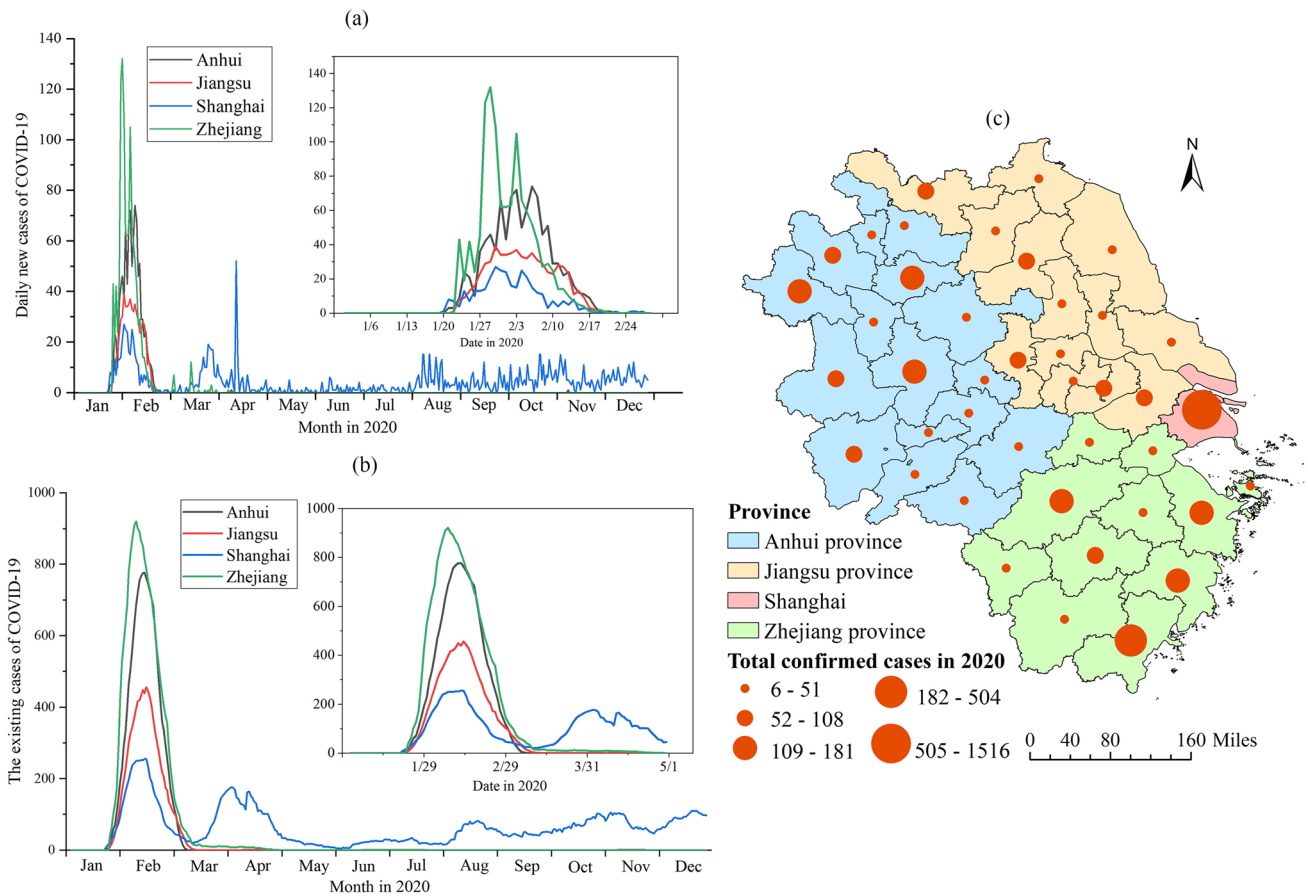 (a)
Daily new cases of COVID-19
140
120
100
80
60
40
20
0
Anhui
Jiangsu
Shanghai
Zhejiang
140
120
100
80
60
40
20
0
1/6 1/13 1/20 1/27 2/3 2/10 2/17 2/24
Date in 2020
Jan Feb Mar Apr May Jun Jul Aug Sep Oct Nov Dec
Month in 2020
(b)
The existing cases of COVID-19
1000
800
600
400
200
0
Anhui
Jiangsu
Shanghai
Zhejiang
1000
800
600
400
200
0
1/29 2/29 3/31 5/1
Date in 2020
Jan Feb Mar Apr May Jun Jul Aug Sep Oct Nov Dec
Month in 2020
(c)
N
Province
Anhui province
Jiangsu province
Shanghai
Zhejiang province
Total confirmed cases in 2020
6 - 51
52 - 108
109 - 181
182 - 504
505 - 1516
0 40 80 160 Miles